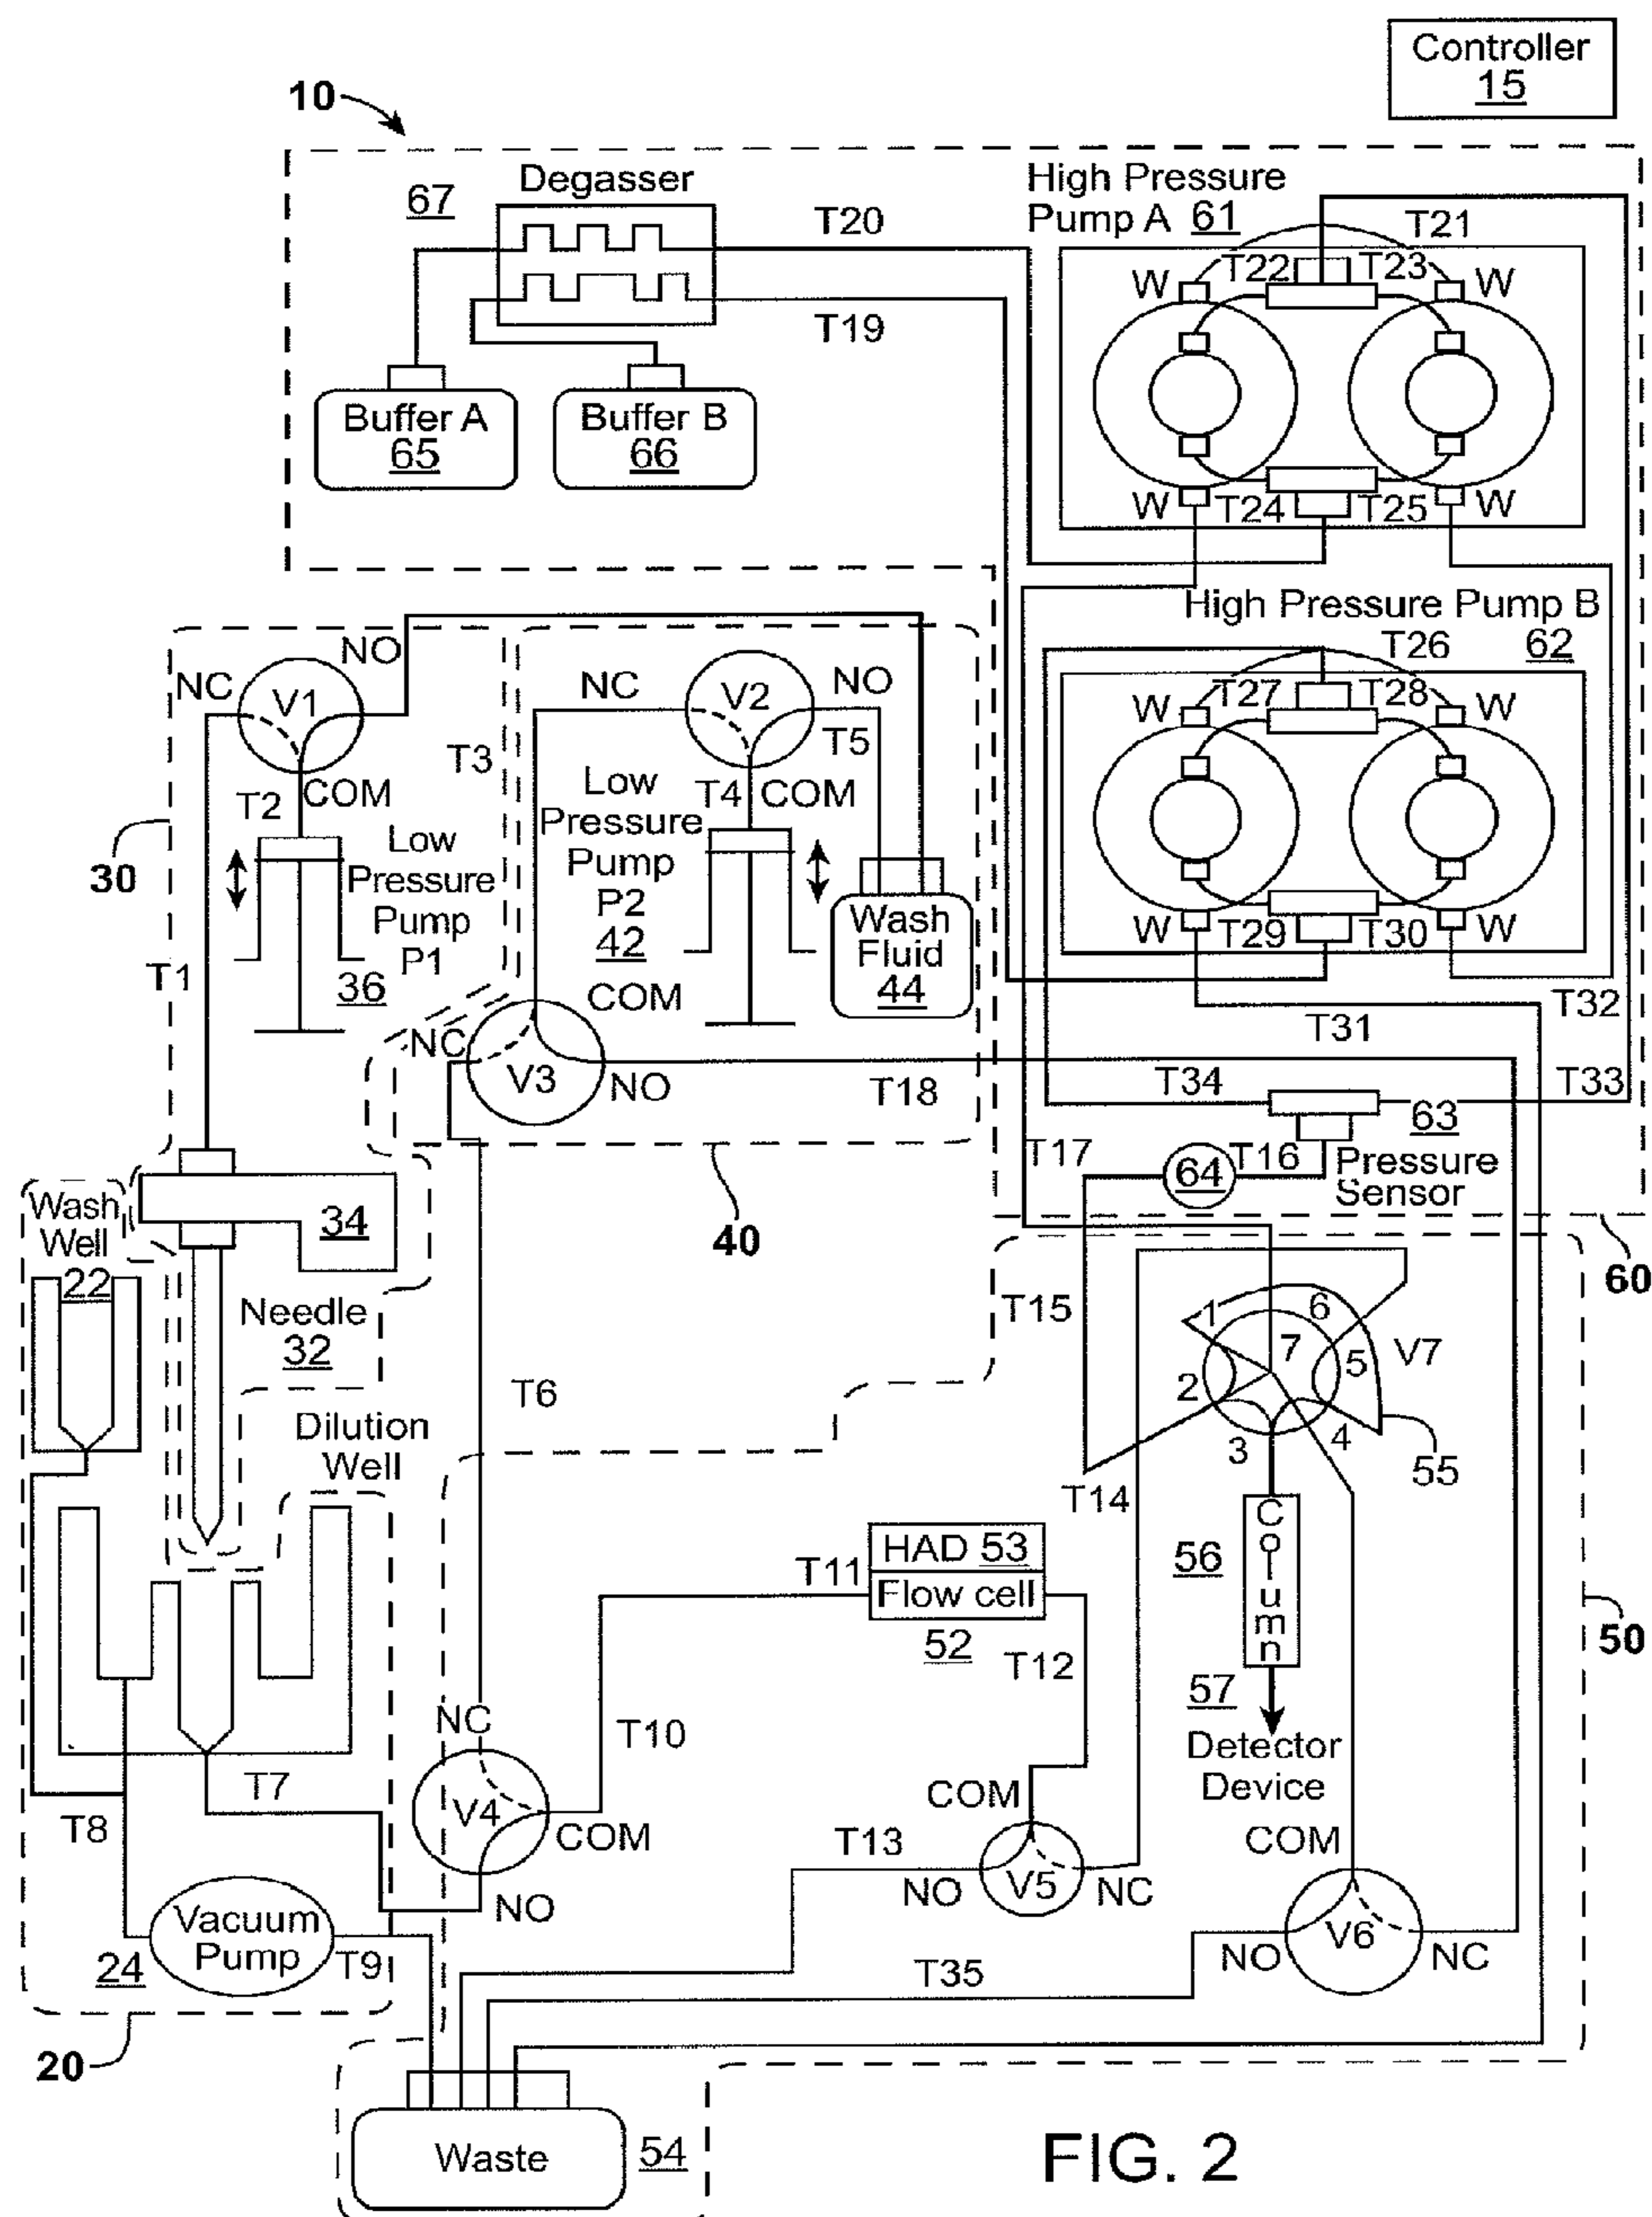 Controller
15
10
67
Degasser
T20
T19
Buffer A
65
Buffer B
66
High Pressure
Pump A 61
T21
W
T22
T23
W
W
T24
T25
W
High Pressure Pump B
62
T26
W
T27
T28
W
W
T29
T30
W
T32
T31
NC
V1
NO
T3
T2
COM
30
Low
Pressure
Pump
P1
36
T1
NC
V2
NO
T5
T4
COM
Low
Pressure
Pump
P2
42
Wash
Fluid
44
COM
NC
V3
NO
T18
40
T34
T33
63
T17
64
T16
Pressure
Sensor
60
Wash
Well
22
34
Needle
32
Dilution
Well
T6
T15
1
6
7
5
V7
2
3
4
55
T14
HAD 53
Flow cell
52
T11
T12
56
Column
57
Detector
Device
50
NC
T10
V4
COM
NO
T7
T8
Vacuum
Pump
24
T9
20
COM
T13
NO
V5
NC
COM
V6
NO
NC
T35
Waste
54
FIG. 2